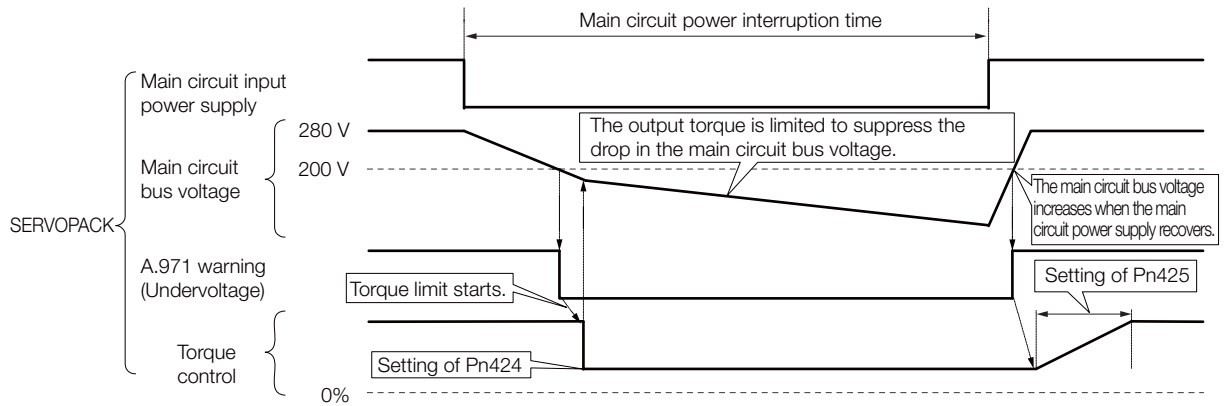 Main circuit power interruption time
Main circuit input
power supply
280 V
The output torque is limited to suppress the
drop in the main circuit bus voltage.
200 V
Main circuit
bus voltage
The main circuit bus voltage
increases when the main
circuit power supply recovers.
SERVOPACK
A.971 warning
(Undervoltage)
Torque limit starts.
Setting of Pn425
Torque
control
Setting of Pn424
0%